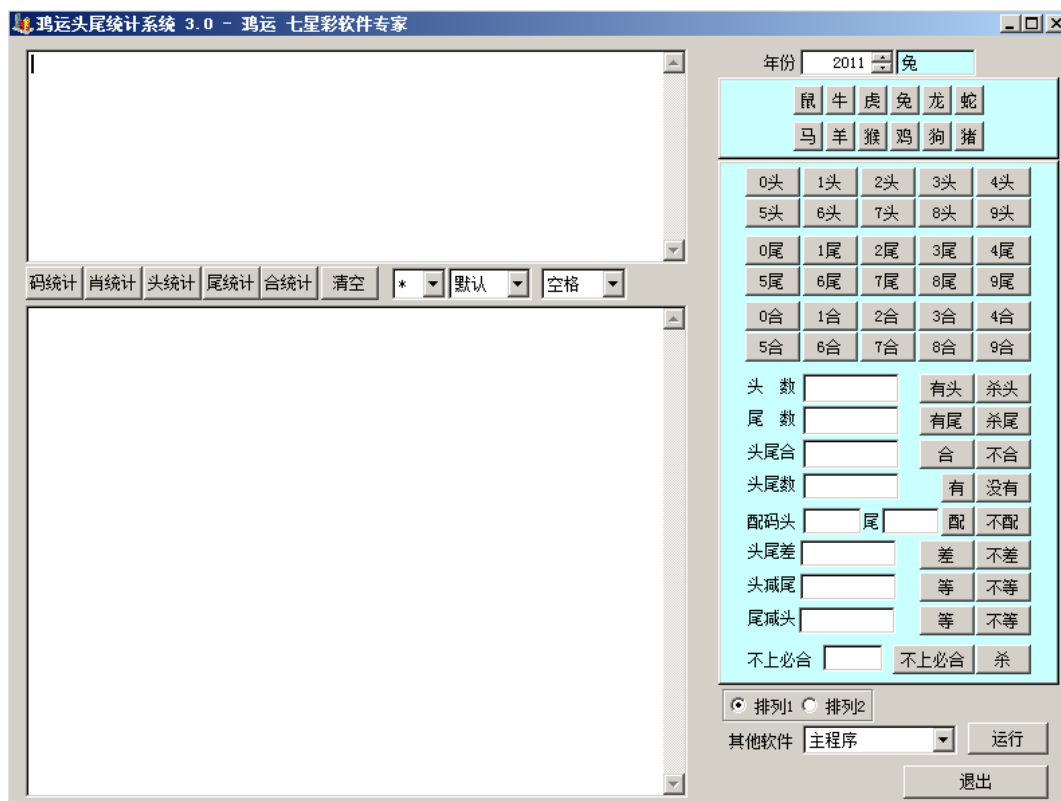 鸿运头尾统计系统 3.0 - 鸿运 七星彩软件专家
年份 2011 兔
鼠 牛 虎 兔 龙 蛇
马 羊 猴 鸡 狗 猪
0头 1头 2头 3头 4头
5头 6头 7头 8头 9头
0尾 1尾 2尾 3尾 4尾
5尾 6尾 7尾 8尾 9尾
0合 1合 2合 3合 4合
5合 6合 7合 8合 9合
码统计 肖统计 头统计 尾统计 合统计 清空 * 默认 空格
头 数 有头 杀头
尾 数 有尾 杀尾
头尾合 合 不合
头尾数 有 没有
配码头 尾 配 不配
头尾差 差 不差
头减尾 等 不等
尾减头 等 不等
不上必合 不上必合 杀
排列1 排列2
其他软件 主程序 运行
退出